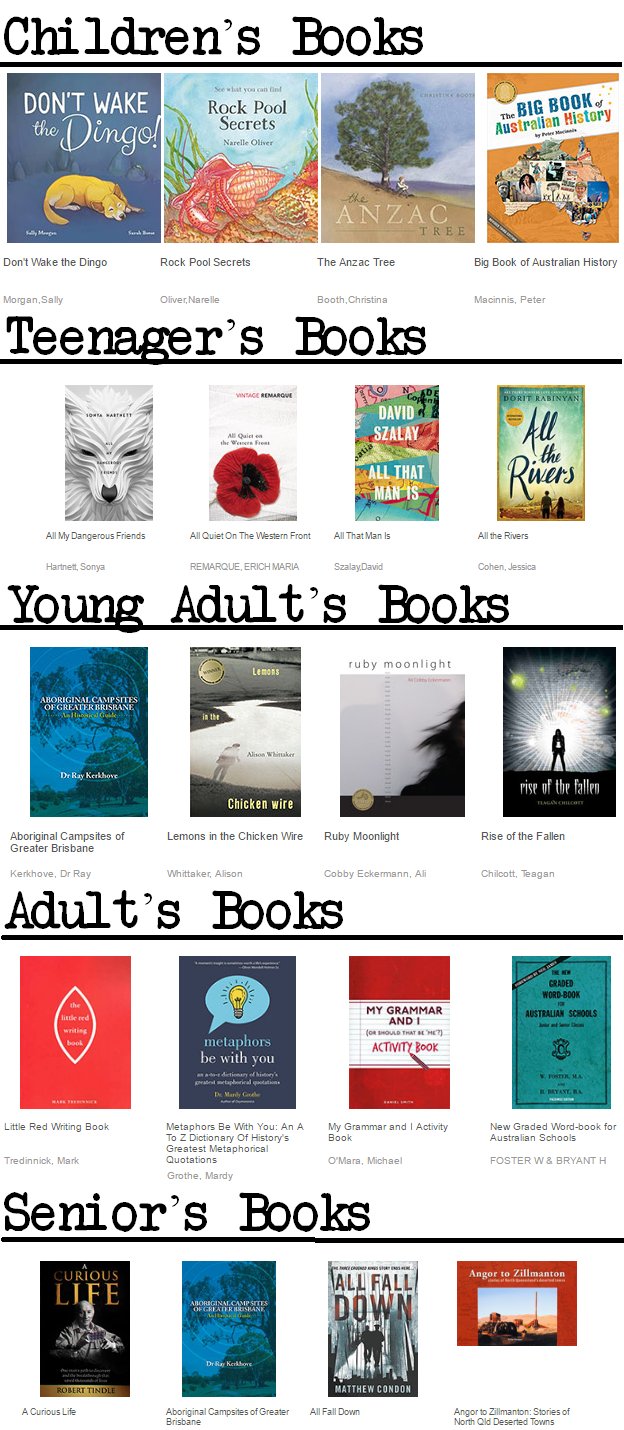 Children's Books
DON'T WAKE
the Dingo!
Sally Morgan
See what you can find
Rock Pool
Secrets
Narelle Oliver
CHRISTINA BOOTH
the
ANZAC
TREE
The
BIG BOOK of
Australian History
by Peter Macinnis
Don't Wake the Dingo
Rock Pool Secrets
The Anzac Tree
Big Book of Australian History
Morgan,Sally
Oliver,Narelle
Booth,Christina
Macinnis, Peter
Teenager's Books
SONYA HARTNETT
ALL
MY
DANGEROUS
FRIENDS
VINTAGE REMARQUE
All Quiet on
the Western Front
DAVID
SZALAY
ALL THAT
MAN IS
DORIT RABINYAN
All
the
Rivers
All My Dangerous Friends
All Quiet On The Western Front
All That Man Is
All the Rivers
Hartnett, Sonya
REMARQUE, ERICH MARIA
Szalay,David
Cohen, Jessica
Young Adult's Books
ABORIGINAL CAMPSITES
OF GREATER BRISBANE
An Historical Guide
Dr Ray Kerkhove
WINNER
Lemons
in the
Alison Whittaker
Chicken wire
ruby moonlight
Ali Cobby Eckermann
rise of the fallen
TEAGAN CHILCOTT
Aboriginal Campsites of
Greater Brisbane
Lemons in the Chicken Wire
Ruby Moonlight
Rise of the Fallen
Kerkhove, Dr Ray
Whittaker, Alison
Cobby Eckermann, Ali
Chilcott, Teagan
Adult's Books
the
little red
writing
book
MARK TREDINNICK
metaphors
be with you
an a-to-z dictionary of history's
greatest metaphorical quotations
Dr. Mardy Grothe
MY GRAMMAR
AND I
(OR SHOULD THAT BE 'ME'?)
ACTIVITY BOOK
DANIEL SMITH
THE NEW
GRADED
WORD-BOOK
FOR
AUSTRALIAN SCHOOLS
Junior and Senior Classes
W. FOSTER, M.A.
AND
H. BRYANT, B.A.
Little Red Writing Book
Metaphors Be With You: An A
To Z Dictionary Of History's
Greatest Metaphorical
Quotations
My Grammar and I Activity
Book
New Graded Word-book for
Australian Schools
Tredinnick, Mark
Grothe, Mardy
O'Mara, Michael
FOSTER W & BRYANT H
Senior's Books
A
CURIOUS
LIFE
ROBERT TINDLE
ABORIGINAL CAMPSITES
OF GREATER BRISBANE
An Historical Guide
Dr Ray Kerkhove
ALL FALL
DOWN
MATTHEW CONDON
Angor to Zillmanton
stories of North Queensland's deserted towns
A Curious Life
Aboriginal Campsites of Greater
Brisbane
All Fall Down
Angor to Zillmanton: Stories of
North Qld Deserted Towns